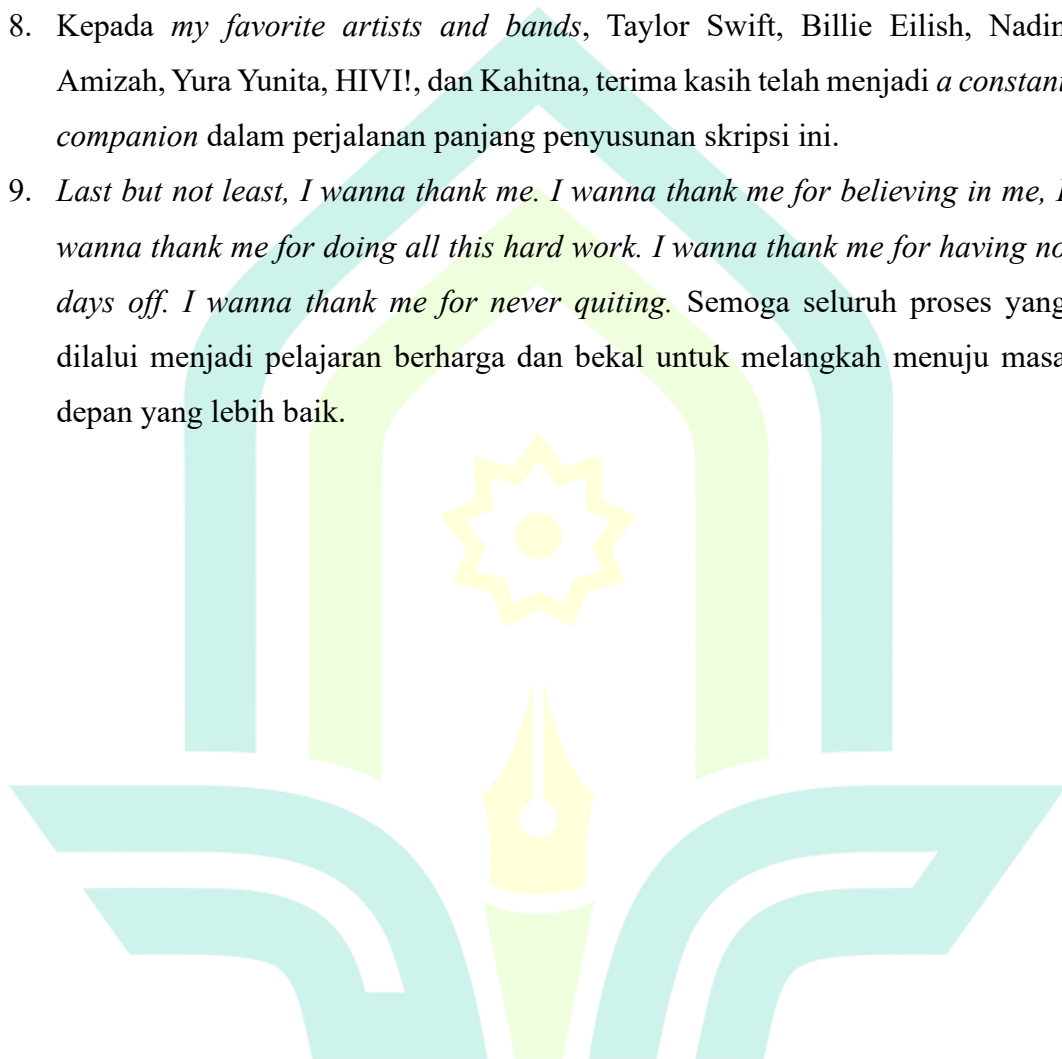 8. Kepada my favorite artists and bands, Taylor Swift, Billie Eilish, Nadin
Amizah, Yura Yunita, HIVI!, dan Kahitna, terima kasih telah menjadi a constant
companion dalam perjalanan panjang penyusunan skripsi ini.
9. Last but not least, I wanna thank me. I wanna thank me for believing in me, I
wanna thank me for doing all this hard work. I wanna thank me for having no
days off. I wanna thank me for never quiting. Semoga seluruh proses yang
dilalui menjadi pelajaran berharga dan bekal untuk melangkah menuju masa
depan yang lebih baik.